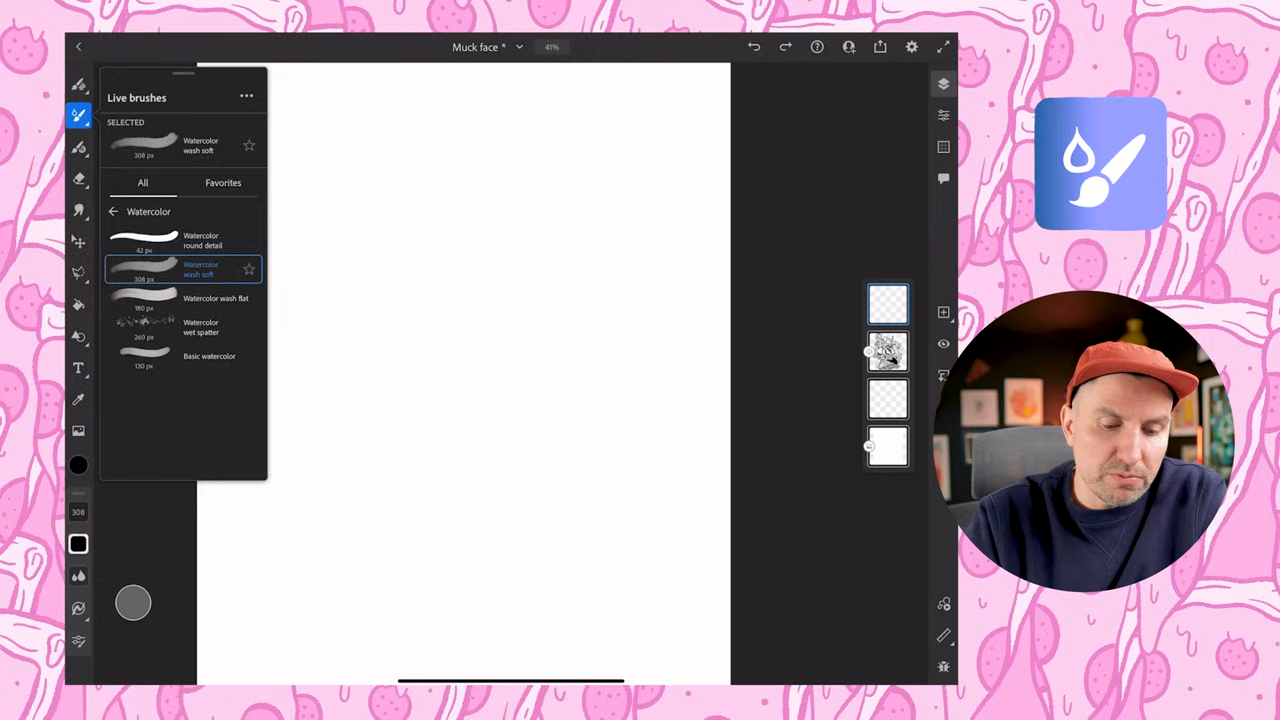 Muck face *
41%
Live brushes
SELECTED
Watercolor
wash soft
308 px
All
Favorites
Watercolor
Watercolor
round detail
42 px
Watercolor
wash soft
308 px
Watercolor wash flat
180 px
Watercolor
wet spatter
260 px
Basic watercolor
130 px
T
308